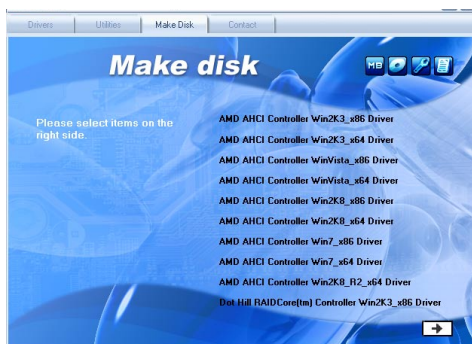 Drivers
Utilities
Make Disk
Contact
Make disk
MB
Please select items on the
right side.
AMD AHCI Controller Win2K3_x86 Driver
AMD AHCI Controller Win2K3_x64 Driver
AMD AHCI Controller WinVista_x86 Driver
AMD AHCI Controller WinVista_x64 Driver
AMD AHCI Controller Win2K8_x86 Driver
AMD AHCI Controller Win2K8_x64 Driver
AMD AHCI Controller Win7_x86 Driver
AMD AHCI Controller Win7_x64 Driver
AMD AHCI Controller Win2K8_R2_x64 Driver
Dot Hill RAIDCore(tm) Controller Win2K3_x86 Driver